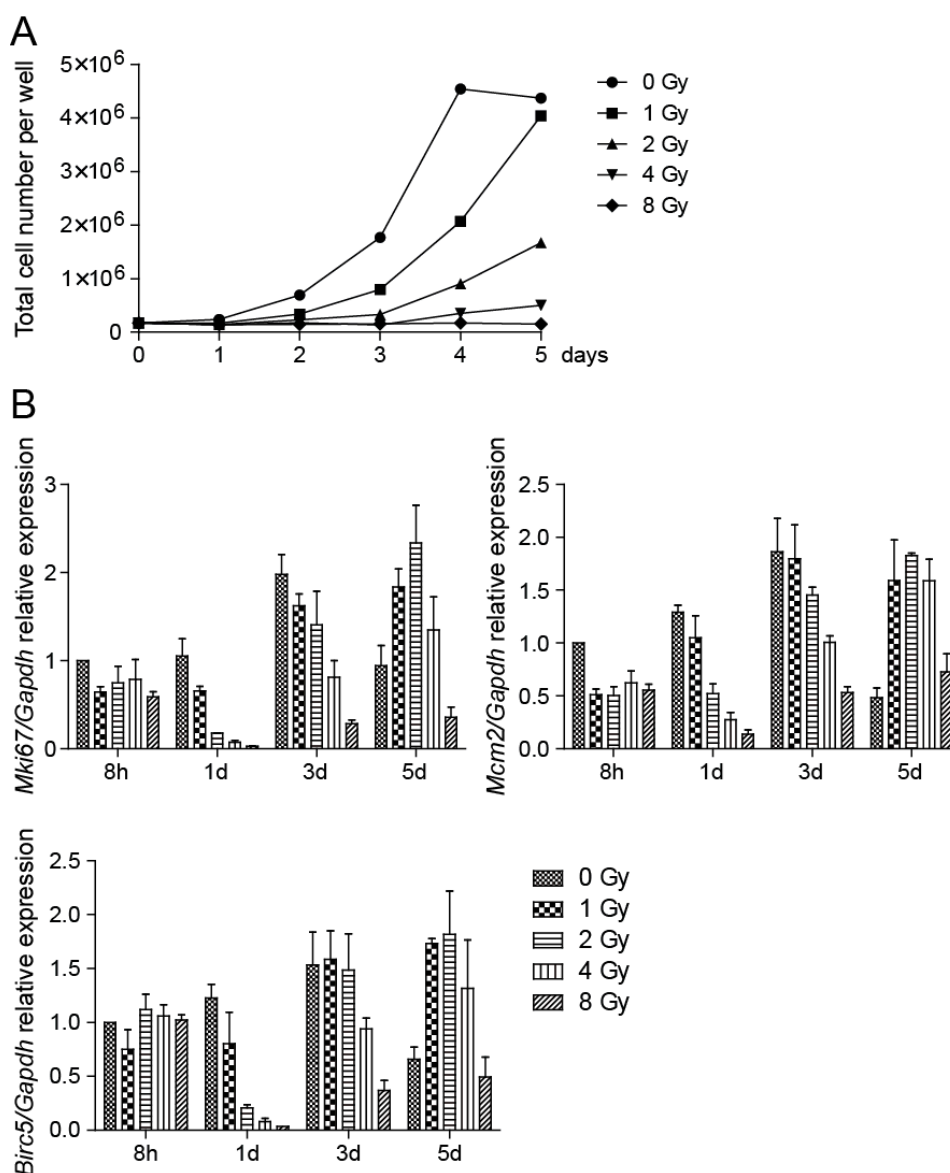 A
Total cell number per well
5×10⁶
4×10⁶
3×10⁶
2×10⁶
1×10⁶
0
0 1 2 3 4 5 days
0 Gy
1 Gy
2 Gy
4 Gy
8 Gy
B
Mki67/Gapdh relative expression
3
2
1
0
8h 1d 3d 5d
Mcm2/Gapdh relative expression
2.5
2.0
1.5
1.0
0.5
0.0
8h 1d 3d 5d
Birc5/Gapdh relative expression
2.5
2.0
1.5
1.0
0.5
0.0
8h 1d 3d 5d
0 Gy
1 Gy
2 Gy
4 Gy
8 Gy